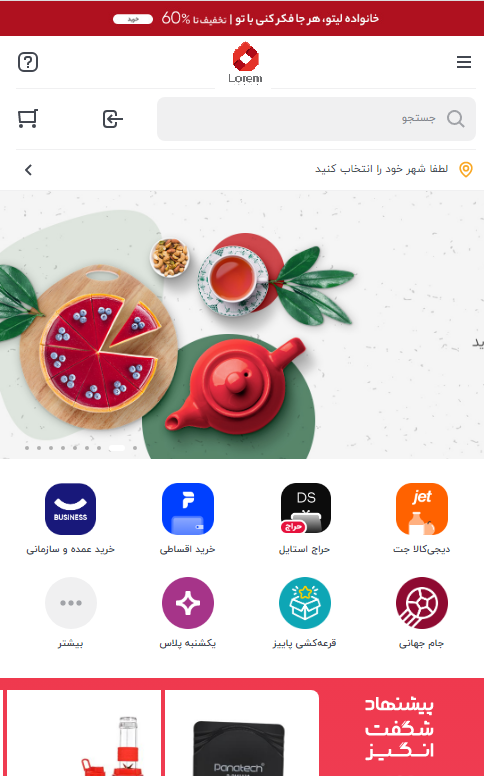 خانواده لیتو، هر جا فکر کنی با تو | تخفیف تا 60%
خرید
Lorem
جستجو
لطفا شهر خود را انتخاب کنید
ید
jet
DS
حراج
BUSINESS
دیجی‌کالا جت
حراج استایل
خرید اقساطی
خرید عمده و سازمانی
جام جهانی
قرعه‌کشی پاییز
یکشنبه پلاس
بیشتر
پیشنهاد
شگفت
انگیز
Panatech